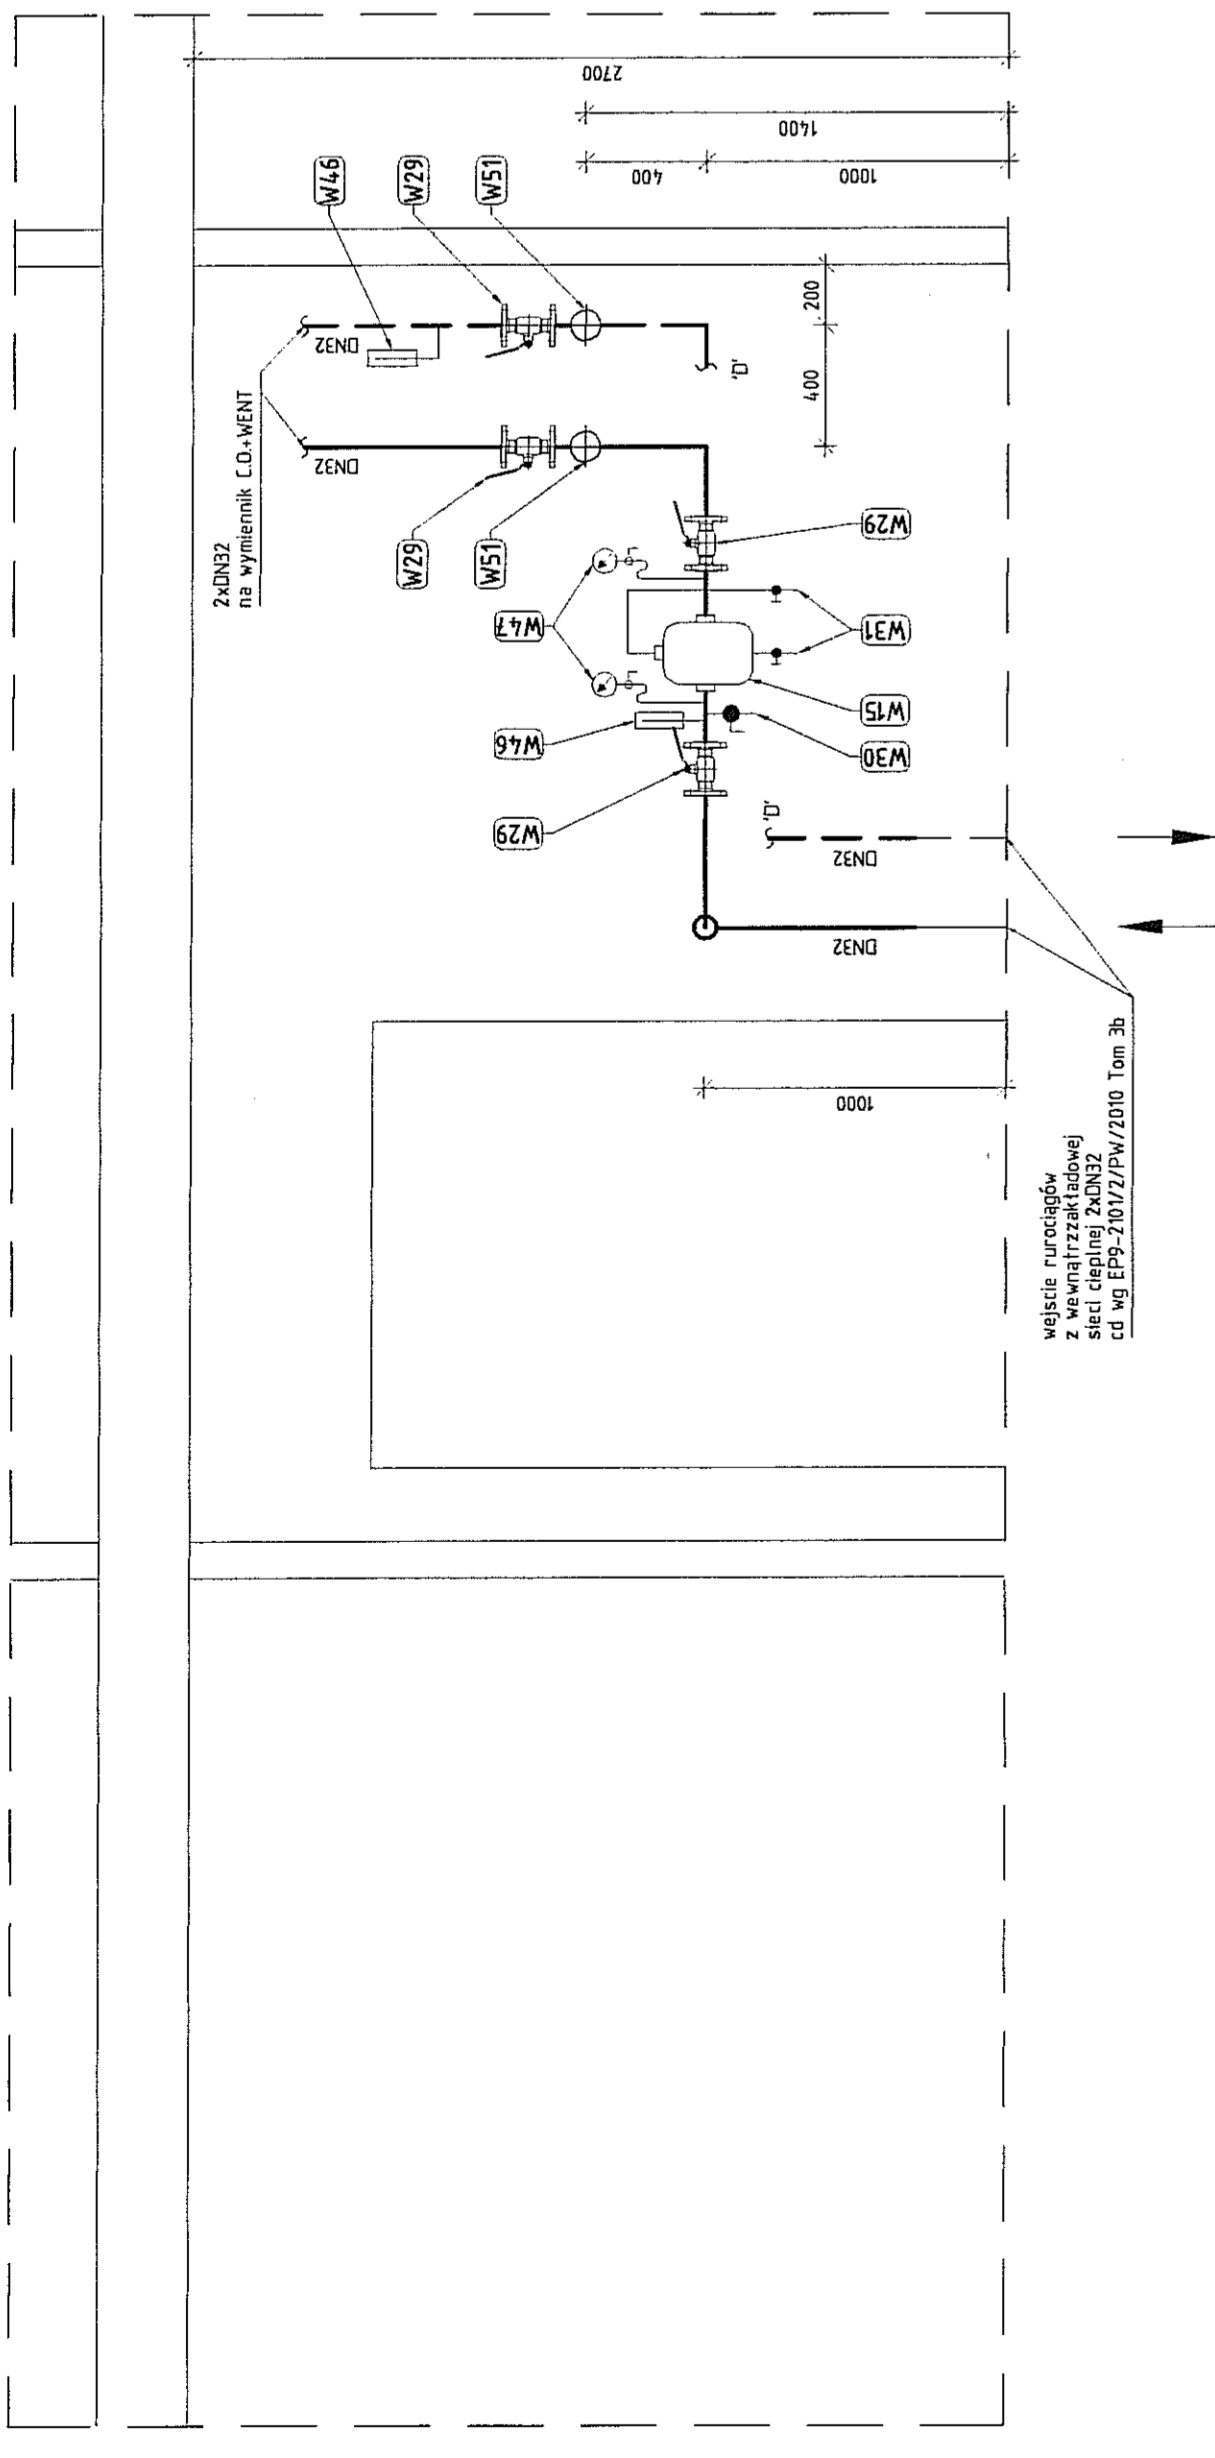 2700
1400
400
1000
W46
W29
W51
200
400
DN32
'D'
2xDN32
na wymiennik C.O.+WENT
DN32
W29
W51
W29
W47
W31
W15
W46
W30
W29
'D'
DN32
DN32
1000
wejscie rurociągów
z wewnątrzzakładowej
sieci cieplnej 2xDN32
cd wg EP9-2101/2/PW/2010 Tom 3b